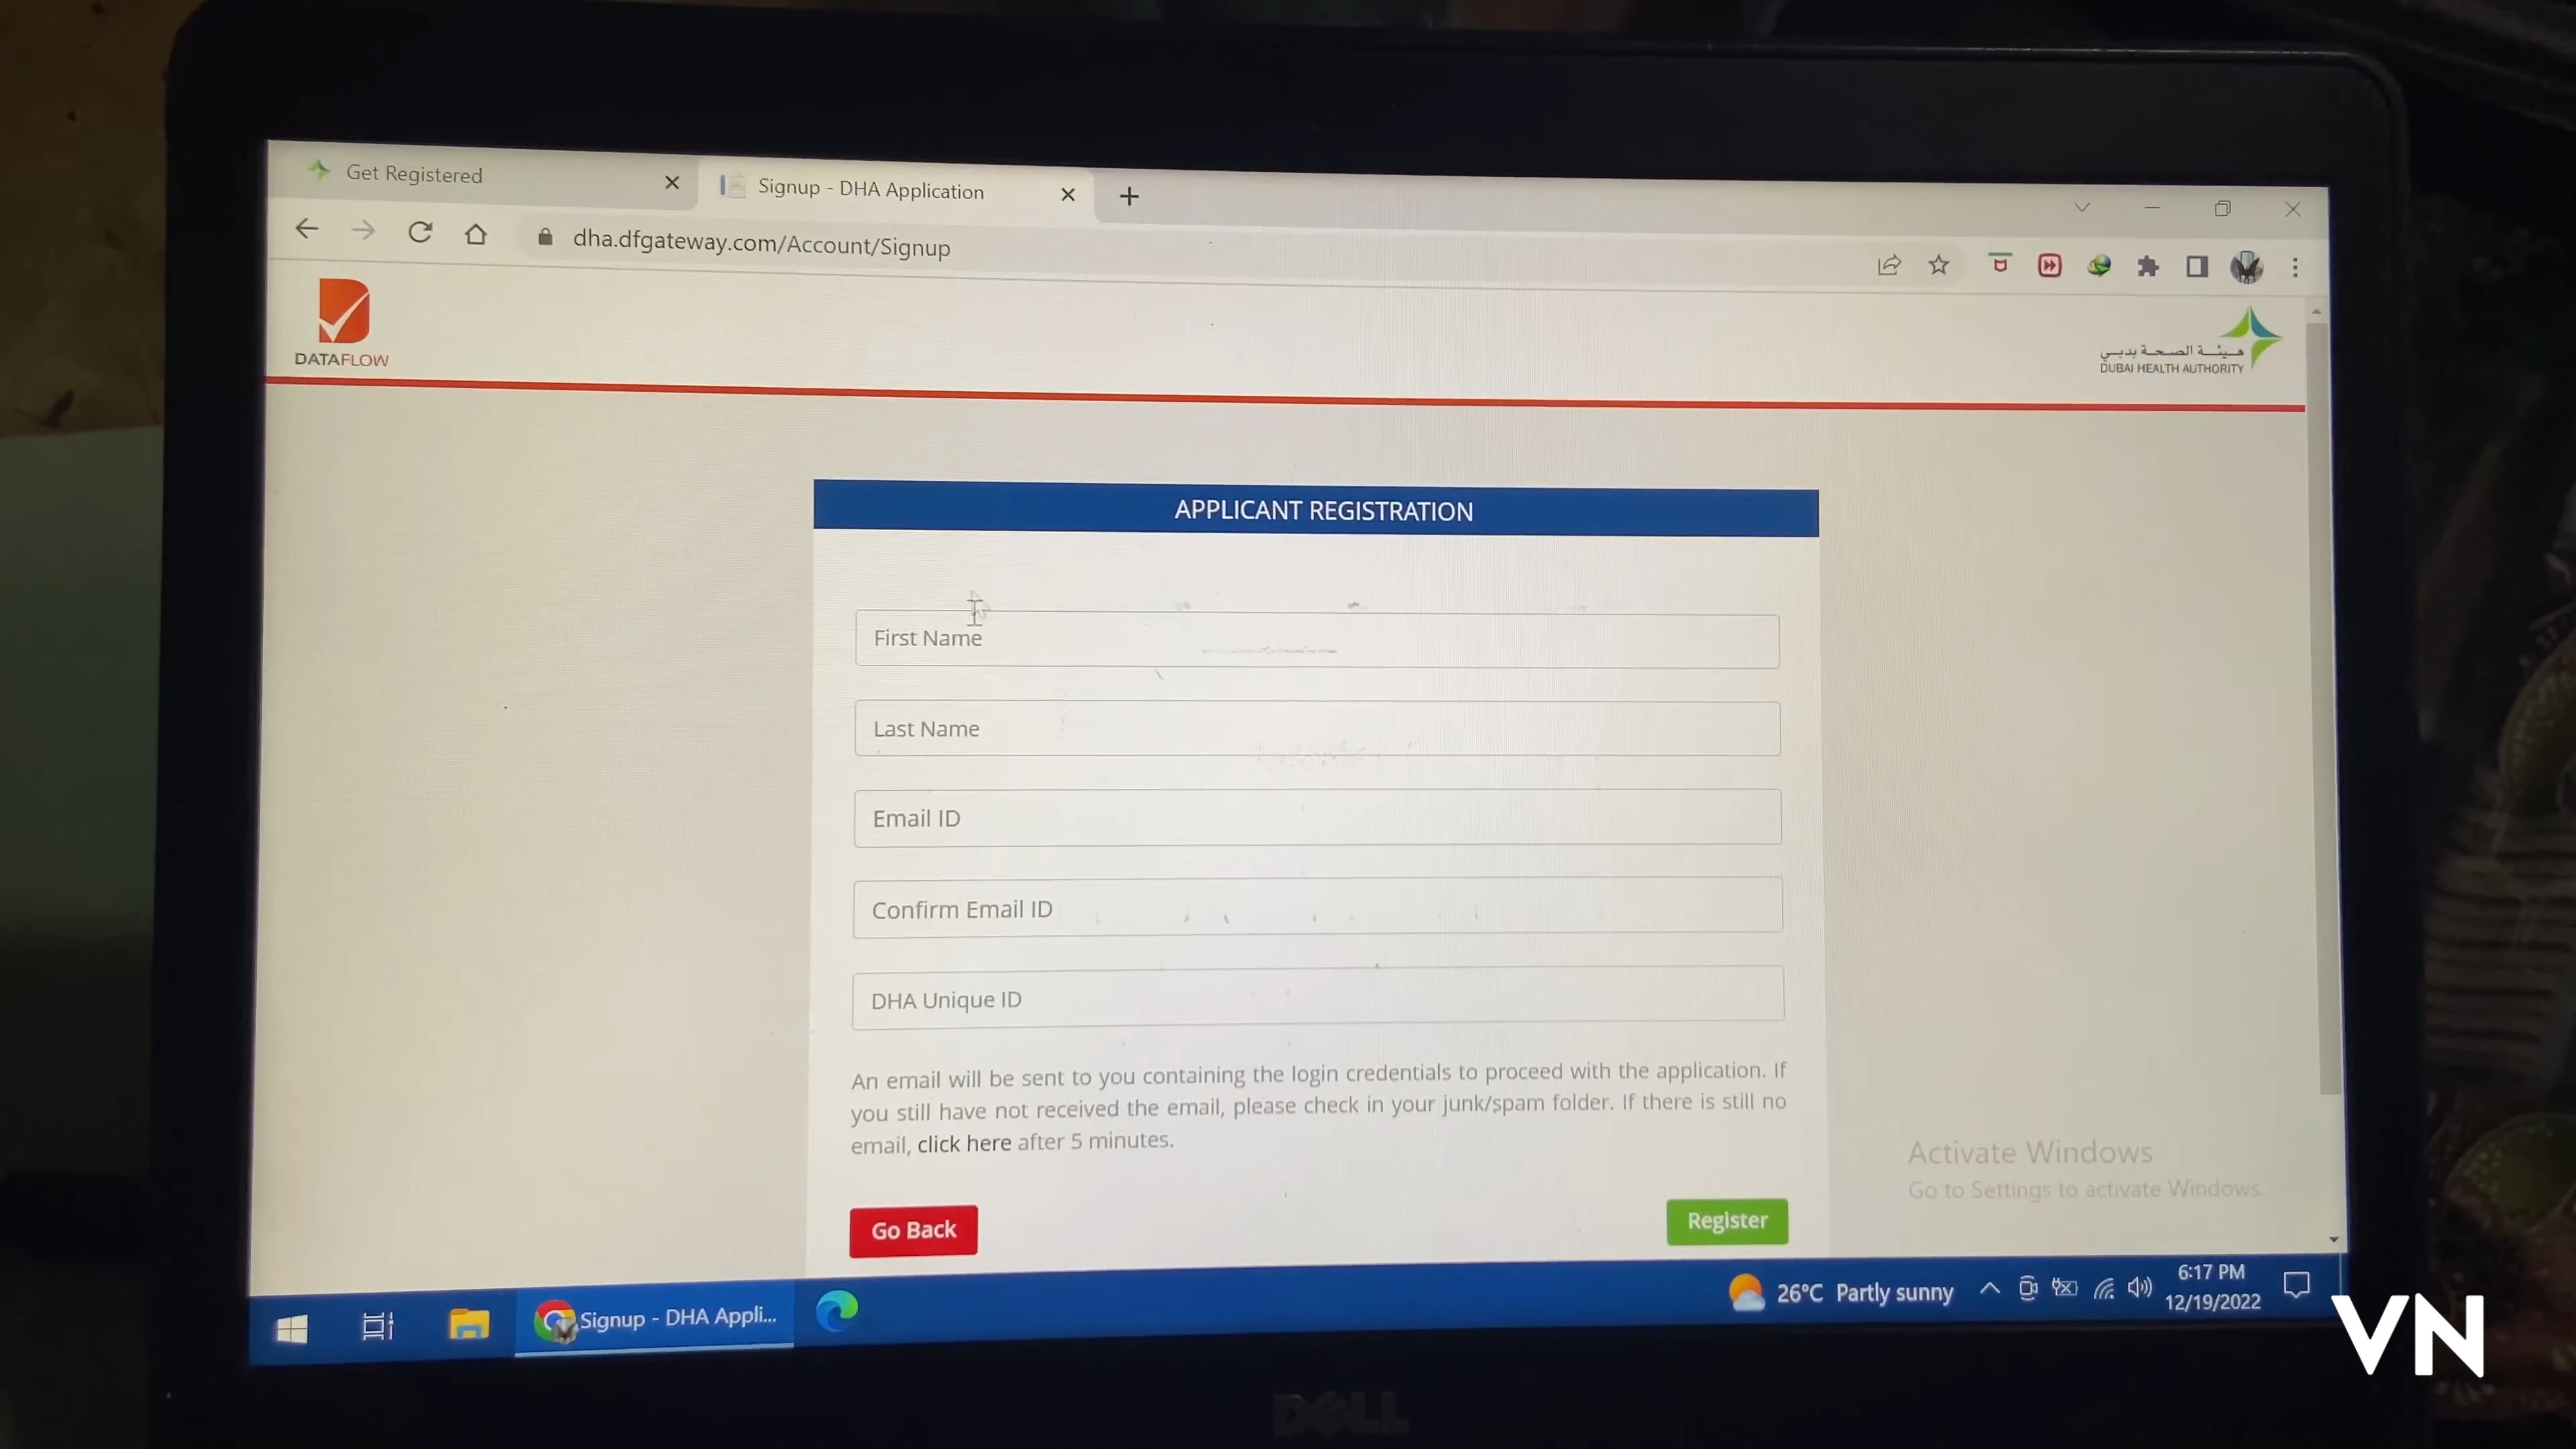 Get Registered
Signup - DHA Application
dha.dfgateway.com/Account/Signup
DATAFLOW
هيئة الصحة بدبي
DUBAI HEALTH AUTHORITY
APPLICANT REGISTRATION
First Name
Last Name
Email ID
Confirm Email ID
DHA Unique ID
An email will be sent to you containing the login credentials to proceed with the application. If
you still have not received the email, please check in your junk/spam folder. If there is still no
email, click here after 5 minutes.
Activate Windows
Go to Settings to activate Windows
Go Back
Register
Signup - DHA Appli...
26°C Partly sunny
6:17 PM
12/19/2022
VN
DELL